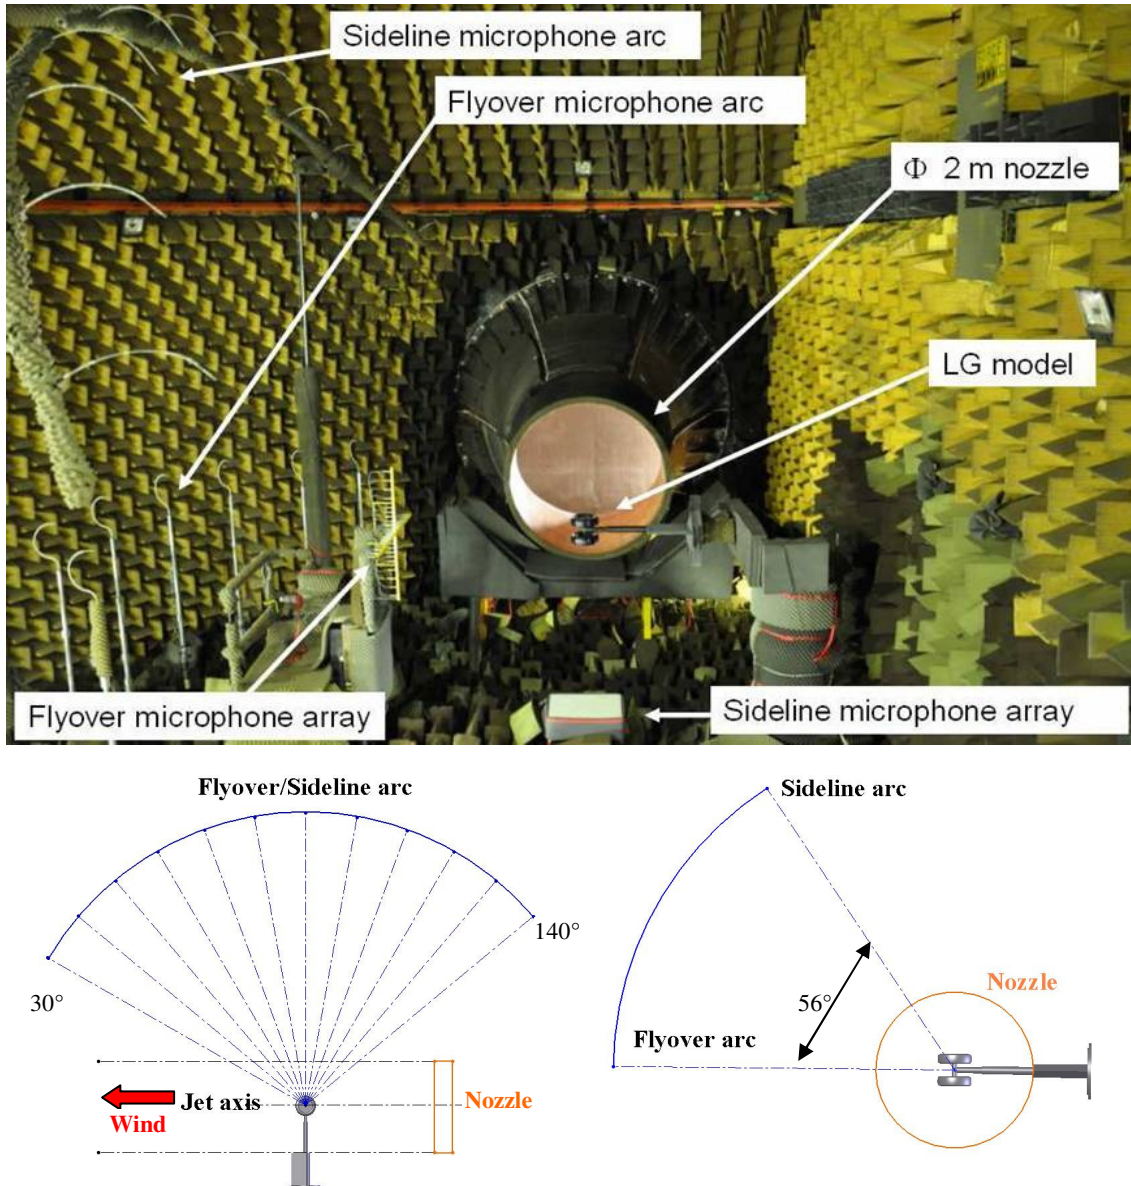 Sideline microphone arc
Flyover microphone arc
Φ 2 m nozzle
LG model
Flyover microphone array
Sideline microphone array
Flyover/Sideline arc
140°
30°
Jet axis
Wind
Nozzle
Sideline arc
Nozzle
56°
Flyover arc